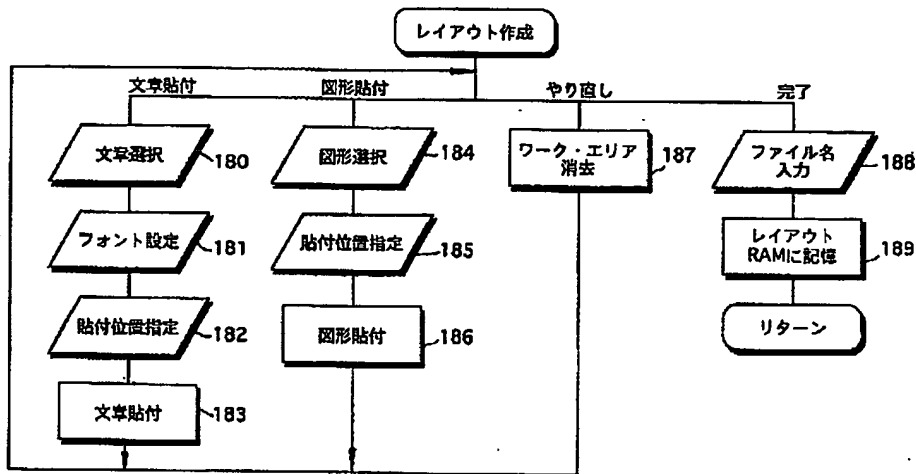 レイアウト作成
文章貼付
図形貼付
やり直し
完了
文章選択
180
図形選択
184
ワーク・エリア
消去
187
ファイル名
入力
188
フォント設定
181
貼付位置指定
185
レイアウト
RAMに記憶
189
貼付位置指定
182
図形貼付
186
リターン
文章貼付
183